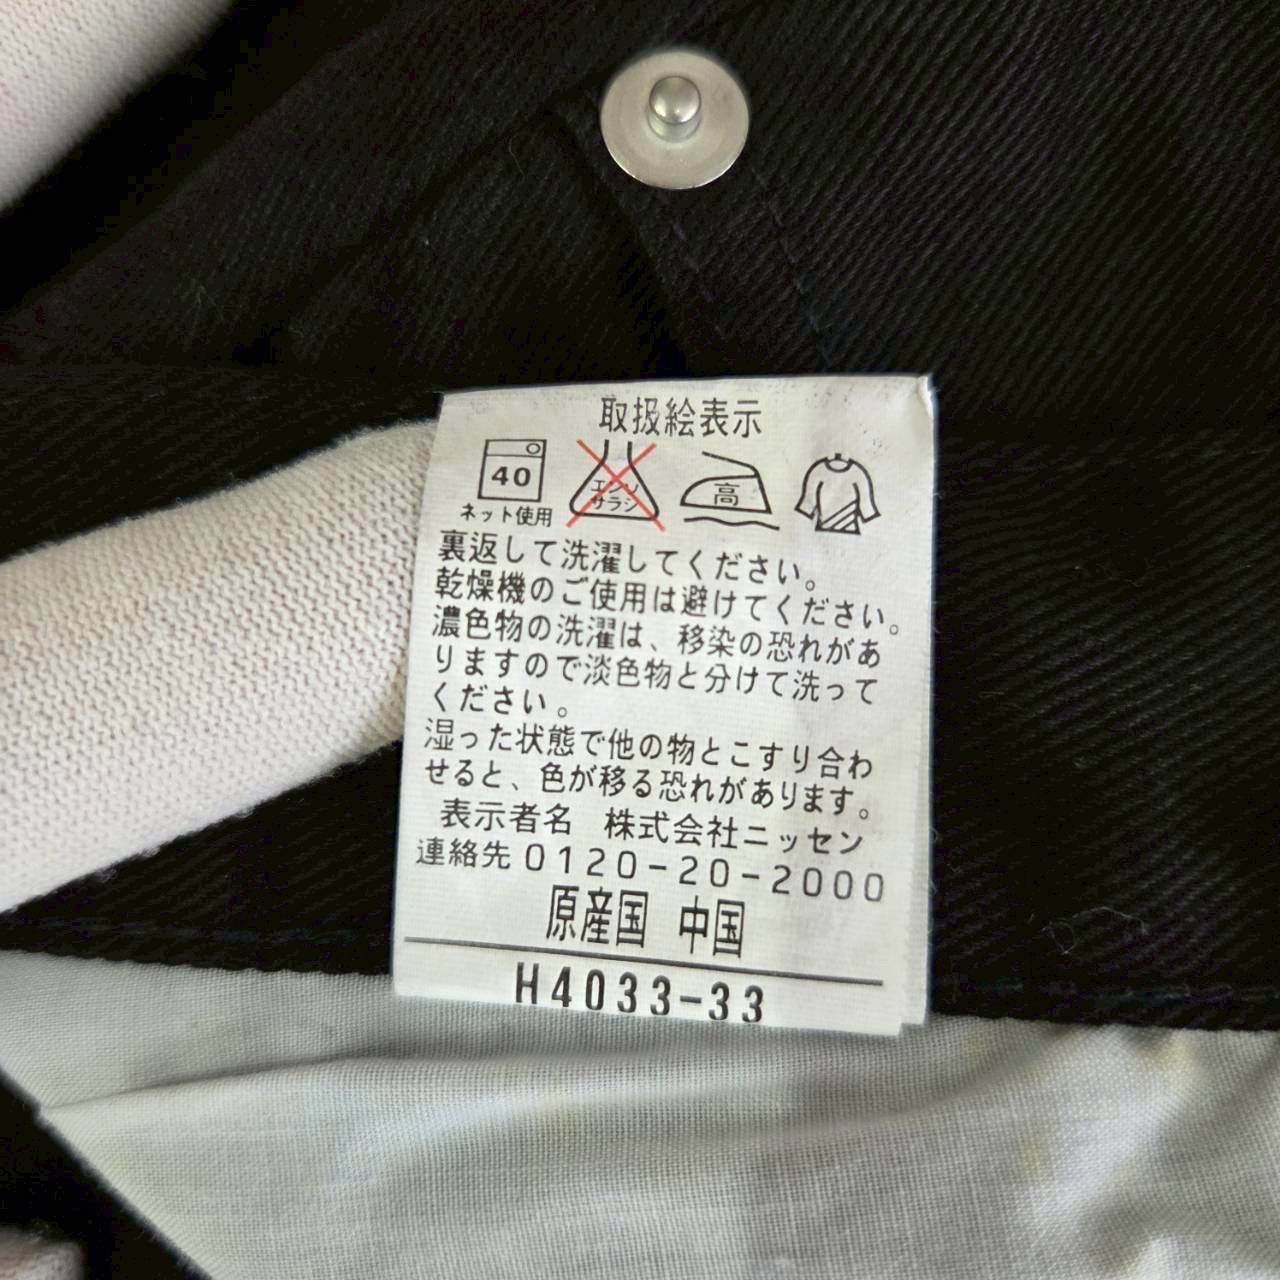 取扱絵表示
40
エンソ
サラシ
高
ネット使用
裏返して洗濯してください。
乾燥機のご使用は避けてください。
濃色物の洗濯は、移染の恐れがあ
りますので淡色物と分けて洗って
ください。
湿った状態で他の物とこすり合わ
せると、色が移る恐れがあります。
表示者名 株式会社ニッセン
連絡先 0120-20-2000
原産国 中国
H4033-33